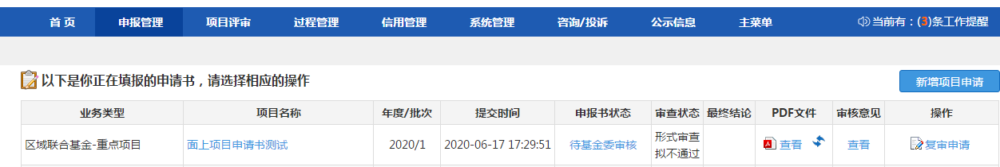 首 页 申报管理 项目评审 过程管理 信用管理 系统管理 咨询/投诉 公示信息 主菜单 当前有：(3)条工作提醒
以下是你正在填报的申请书，请选择相应的操作 新增项目申请
业务类型 项目名称 年度/批次 提交时间 申报书状态 审查状态 最终结论 PDF文件 审核意见 操作
区域联合基金-重点项目 面上项目申请书测试 2020/1 2020-06-17 17:29:51 待基金委审核 形式审查 查看 查看 复审申请
拟不通过